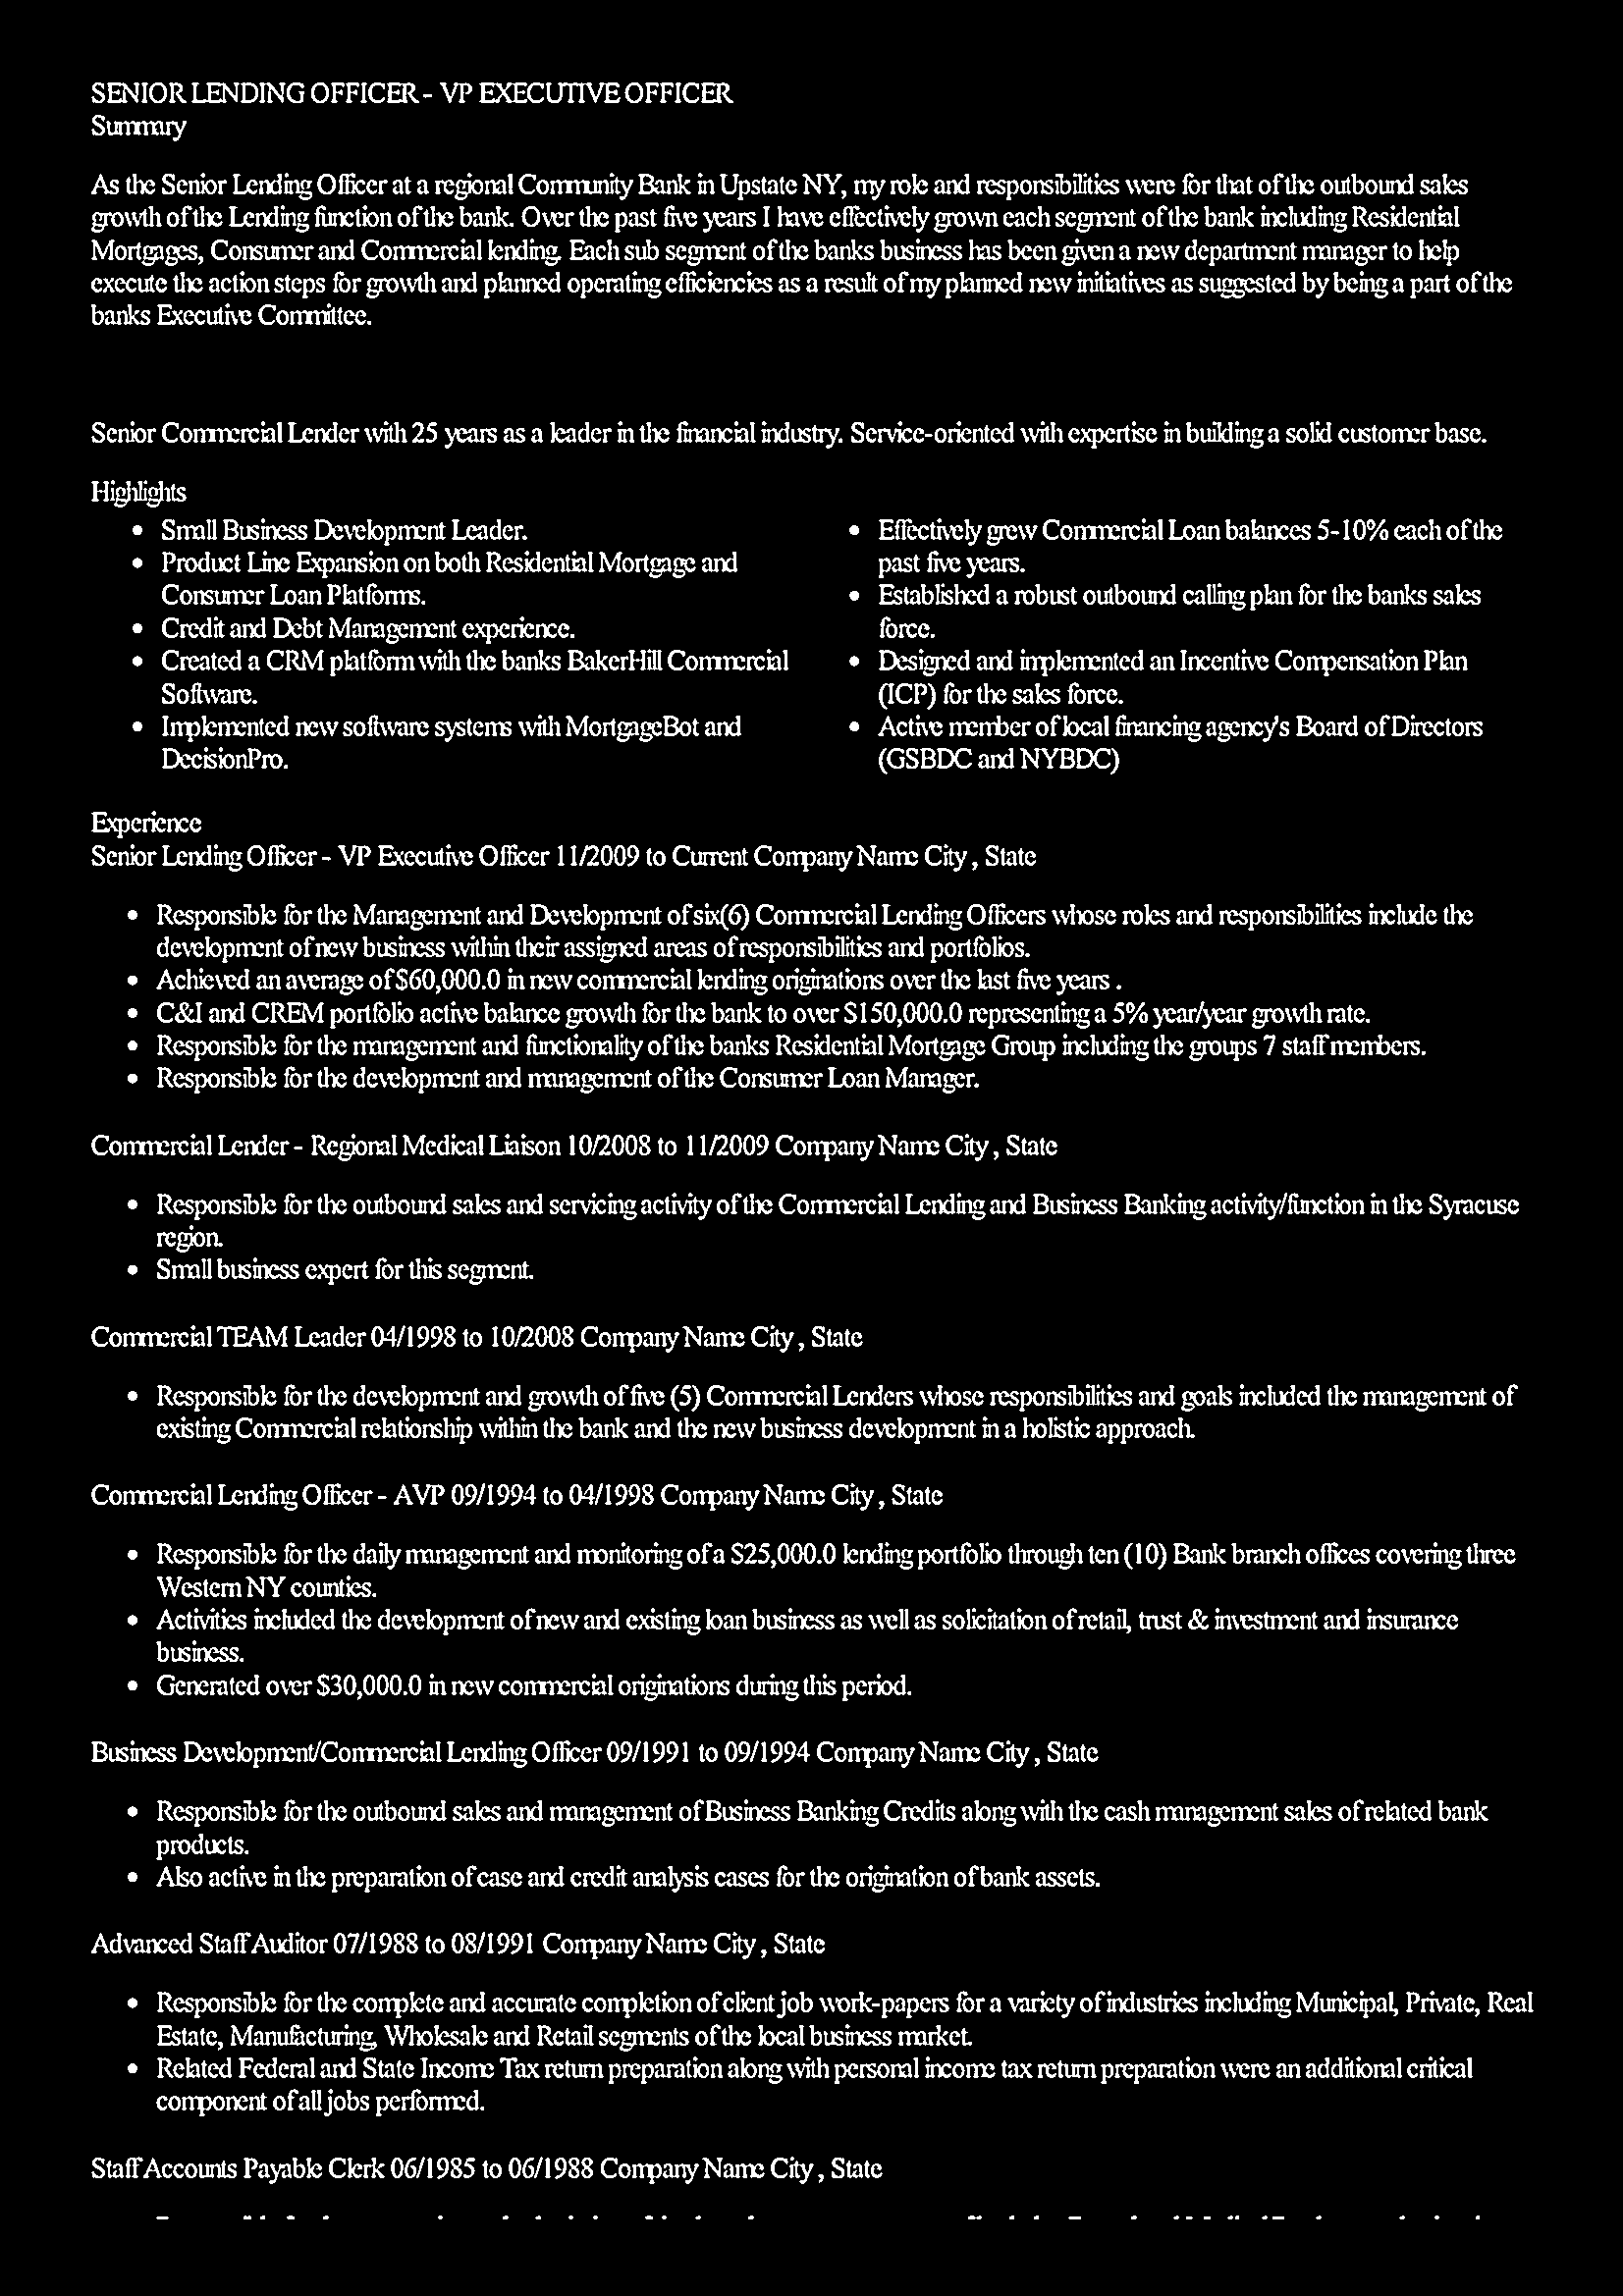 SENIOR LENDING OFFICER - VP EXECUTIVE OFFICER
Summary
As the Senior Lending Officer at a regional Community Bank in Upstate NY, my role and responsibilities were for that of the outbound sales
growth of the Lending function of the bank. Over the past five years I have effectively grown each segment of the bank including Residential
Mortgages, Consumer and Commercial lending. Each sub segment of the banks business has been given a new department manager to help
execute the action steps for growth and planned operating efficiencies as a result of my planned new initiatives as suggested by being a part of the
banks Executive Committee.
Senior Commercial Lender with 25 years as a leader in the financial industry. Service-oriented with expertise in building a solid customer base.
Highlights
• Small Business Development Leader.
• Product Line Expansion on both Residential Mortgage and
Consumer Loan Platforms.
• Credit and Debt Management experience.
• Created a CRM platform with the banks BakerHill Commercial
Software.
• Implemented new software systems with MortgageBot and
DecisionPro.
• Effectively grew Commercial Loan balances 5-10% each of the
past five years.
• Established a robust outbound calling plan for the banks sales
force.
• Designed and implemented an Incentive Compensation Plan
(ICP) for the sales force.
• Active member of local financing agency's Board of Directors
(GSBDC and NYBDC)
Experience
Senior Lending Officer - VP Executive Officer 11/2009 to Current Company Name City , State
• Responsible for the Management and Development of six(6) Commercial Lending Officers whose roles and responsibilities include the
development of new business within their assigned areas of responsibilities and portfolios.
• Achieved an average of $60,000.0 in new commercial lending originations over the last five years .
• C&I and CREM portfolio active balance growth for the bank to over $150,000.0 representing a 5% year/year growth rate.
• Responsible for the management and functionality of the banks Residential Mortgage Group including the groups 7 staff members.
• Responsible for the development and management of the Consumer Loan Manager.
Commercial Lender - Regional Medical Liaison 10/2008 to 11/2009 Company Name City , State
• Responsible for the outbound sales and servicing activity of the Commercial Lending and Business Banking activity/function in the Syracuse
region.
• Small business expert for this segment.
Commercial TEAM Leader 04/1998 to 10/2008 Company Name City , State
• Responsible for the development and growth of five (5) Commercial Lenders whose responsibilities and goals included the management of
existing Commercial relationship within the bank and the new business development in a holistic approach.
Commercial Lending Officer - AVP 09/1994 to 04/1998 Company Name City , State
• Responsible for the daily management and monitoring of a $25,000.0 lending portfolio through ten (10) Bank branch offices covering three
Western NY counties.
• Activities included the development of new and existing loan business as well as solicitation of retail, trust & investment and insurance
business.
• Generated over $30,000.0 in new commercial originations during this period.
Business Development/Commercial Lending Officer 09/1991 to 09/1994 Company Name City , State
• Responsible for the outbound sales and management of Business Banking Credits along with the cash management sales of related bank
products.
• Also active in the preparation of case and credit analysis cases for the origination of bank assets.
Advanced Staff Auditor 07/1988 to 08/1991 Company Name City , State
• Responsible for the complete and accurate completion of client job work-papers for a variety of industries including Municipal, Private, Real
Estate, Manufacturing, Wholesale and Retail segments of the local business market.
• Related Federal and State Income Tax return preparation along with personal income tax return preparation were an additional critical
component of all jobs performed.
Staff Accounts Payable Clerk 06/1985 to 06/1988 Company Name City , State